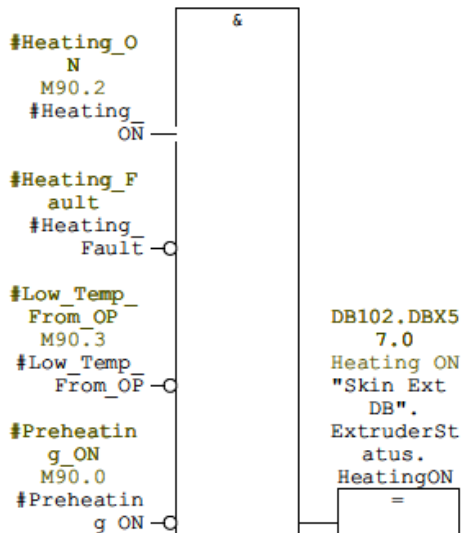 &
#Heating_O
N
M90.2
#Heating_
ON
#Heating_F
ault
#Heating_
Fault
#Low_Temp_
From_OP
M90.3
#Low_Temp_
From_OP
#Preheatin
g_ON
M90.0
#Preheatin
g_ON
DB102.DBX5
7.0
Heating ON
"Skin Ext
DB".
ExtruderSt
atus.
HeatingON
=